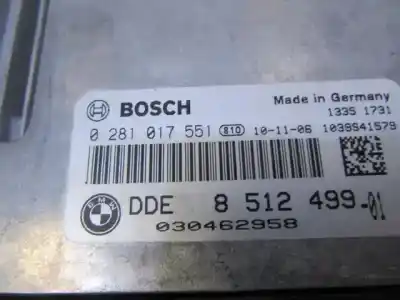 BOSCH
Made in Germany
1335 1731
0 281 017 551 810 10-11-06 1039S41579
BMW
DDE 8 512 499-01
030462958